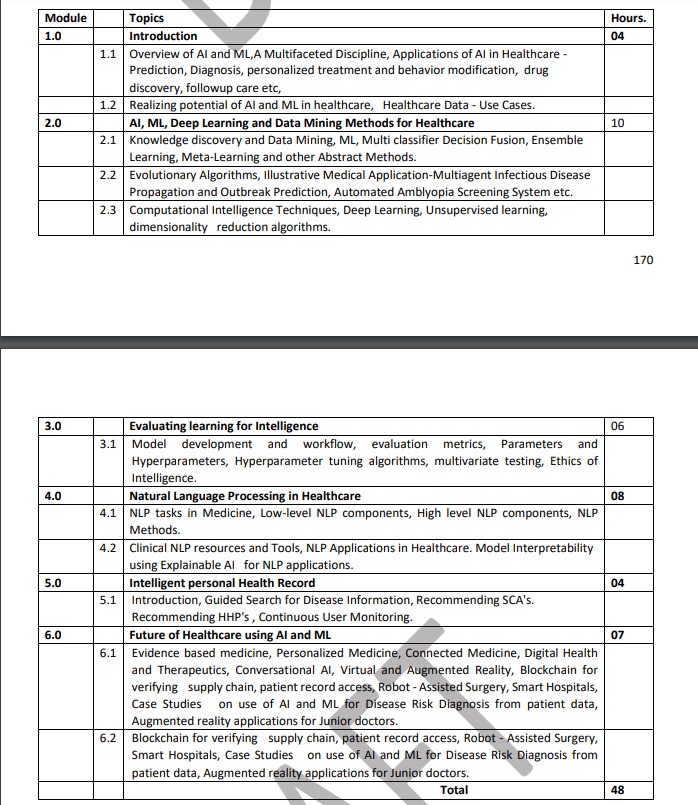 Module Topics Hours.
1.0 Introduction 04
1.1 Overview of AI and ML,A Multifaceted Discipline, Applications of AI in Healthcare -
Prediction, Diagnosis, personalized treatment and behavior modification, drug
discovery, followup care etc,
1.2 Realizing potential of AI and ML in healthcare, Healthcare Data - Use Cases.
2.0 AI, ML, Deep Learning and Data Mining Methods for Healthcare 10
2.1 Knowledge discovery and Data Mining, ML, Multi classifier Decision Fusion, Ensemble
Learning, Meta-Learning and other Abstract Methods.
2.2 Evolutionary Algorithms, Illustrative Medical Application-Multiagent Infectious Disease
Propagation and Outbreak Prediction, Automated Amblyopia Screening System etc.
2.3 Computational Intelligence Techniques, Deep Learning, Unsupervised learning,
dimensionality reduction algorithms.
170
3.0 Evaluating learning for Intelligence 06
3.1 Model development and workflow, evaluation metrics, Parameters and
Hyperparameters, Hyperparameter tuning algorithms, multivariate testing, Ethics of
Intelligence.
4.0 Natural Language Processing in Healthcare 08
4.1 NLP tasks in Medicine, Low-level NLP components, High level NLP components, NLP
Methods.
4.2 Clinical NLP resources and Tools, NLP Applications in Healthcare. Model Interpretability
using Explainable AI for NLP applications.
5.0 Intelligent personal Health Record 04
5.1 Introduction, Guided Search for Disease Information, Recommending SCA's.
Recommending HHP's , Continuous User Monitoring.
6.0 Future of Healthcare using AI and ML 07
6.1 Evidence based medicine, Personalized Medicine, Connected Medicine, Digital Health
and Therapeutics, Conversational AI, Virtual and Augmented Reality, Blockchain for
verifying supply chain, patient record access, Robot - Assisted Surgery, Smart Hospitals,
Case Studies on use of AI and ML for Disease Risk Diagnosis from patient data,
Augmented reality applications for Junior doctors.
6.2 Blockchain for verifying supply chain, patient record access, Robot - Assisted Surgery,
Smart Hospitals, Case Studies on use of AI and ML for Disease Risk Diagnosis from
patient data, Augmented reality applications for Junior doctors.
Total 48